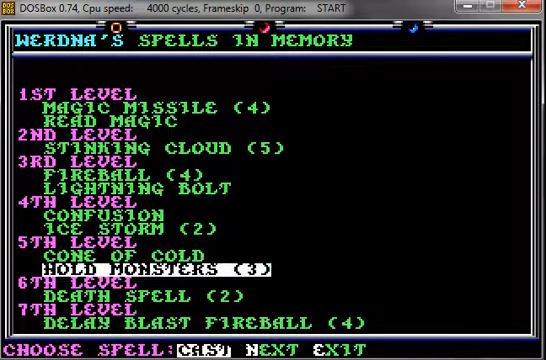 DOSBox 0.74, Cpu speed: 4000 cycles, Frameskip 0, Program: START
WERDNA'S SPELLS IN MEMORY
1ST LEVEL
MAGIC MISSILE (4)
READ MAGIC
2ND LEVEL
STINKING CLOUD (5)
3RD LEVEL
FIREBALL (4)
LIGHTNING BOLT
4TH LEVEL
CONFUSION
ICE STORM (2)
5TH LEVEL
CONE OF COLD
HOLD MONSTERS (3)
6TH LEVEL
DEATH SPELL (2)
7TH LEVEL
DELAY BLAST FIREBALL (4)
CHOOSE SPELL: CAST NEXT EXIT